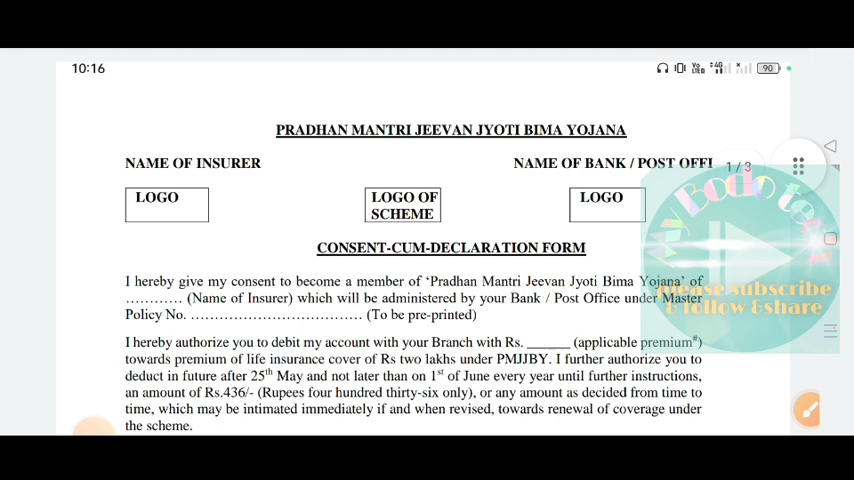 10:16
Vo LTE 4G 90
PRADHAN MANTRI JEEVAN JYOTI BIMA YOJANA
NAME OF INSURER NAME OF BANK / POST OFFI 1 / 3
LOGO LOGO OF SCHEME LOGO
My Bodo tec
CONSENT-CUM-DECLARATION FORM
I hereby give my consent to become a member of ‘Pradhan Mantri Jeevan Jyoti Bima Yojana’ of
………… (Name of Insurer) which will be administered by your Bank / Post Office under Master
Policy No. ……………………………… (To be pre-printed)
please subscribe
& follow &share
I hereby authorize you to debit my account with your Branch with Rs. ______ (applicable premium#)
towards premium of life insurance cover of Rs two lakhs under PMJJBY. I further authorize you to
deduct in future after 25th May and not later than on 1st of June every year until further instructions,
an amount of Rs.436/- (Rupees four hundred thirty-six only), or any amount as decided from time to
time, which may be intimated immediately if and when revised, towards renewal of coverage under
the scheme.